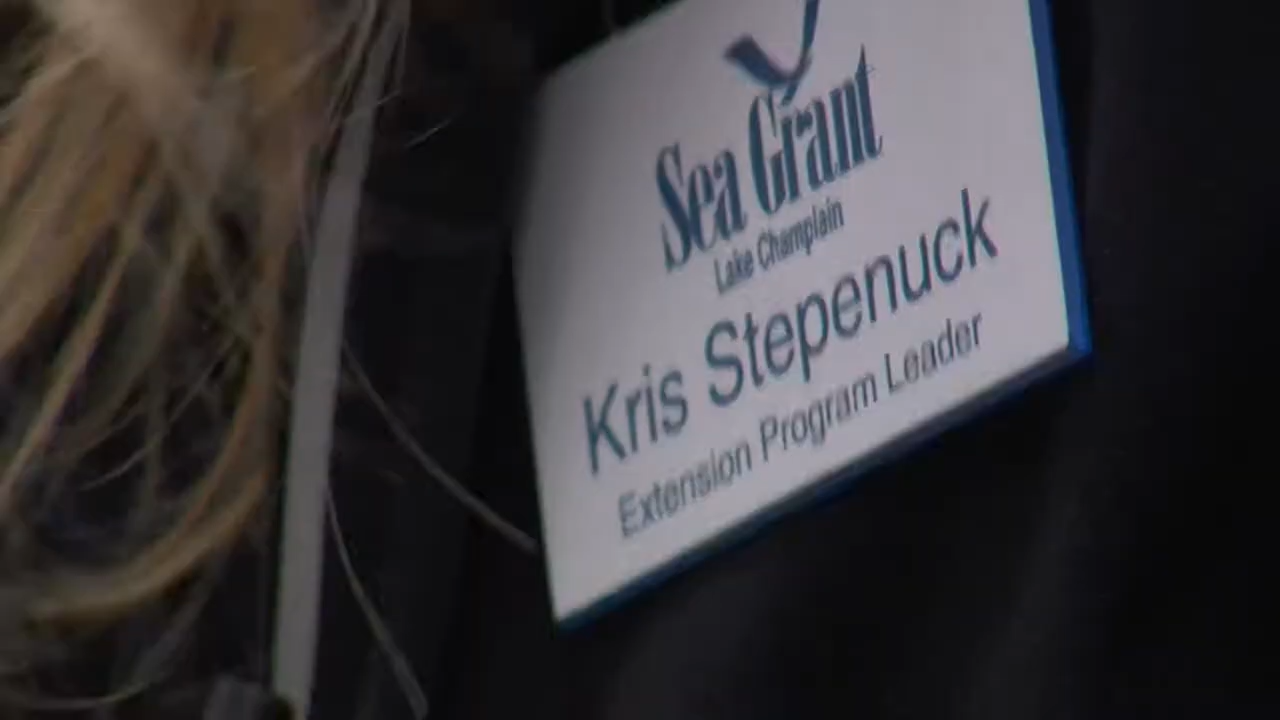 Sea Grant
Lake Champlain
Kris Stepenuck
Extension Program Leader